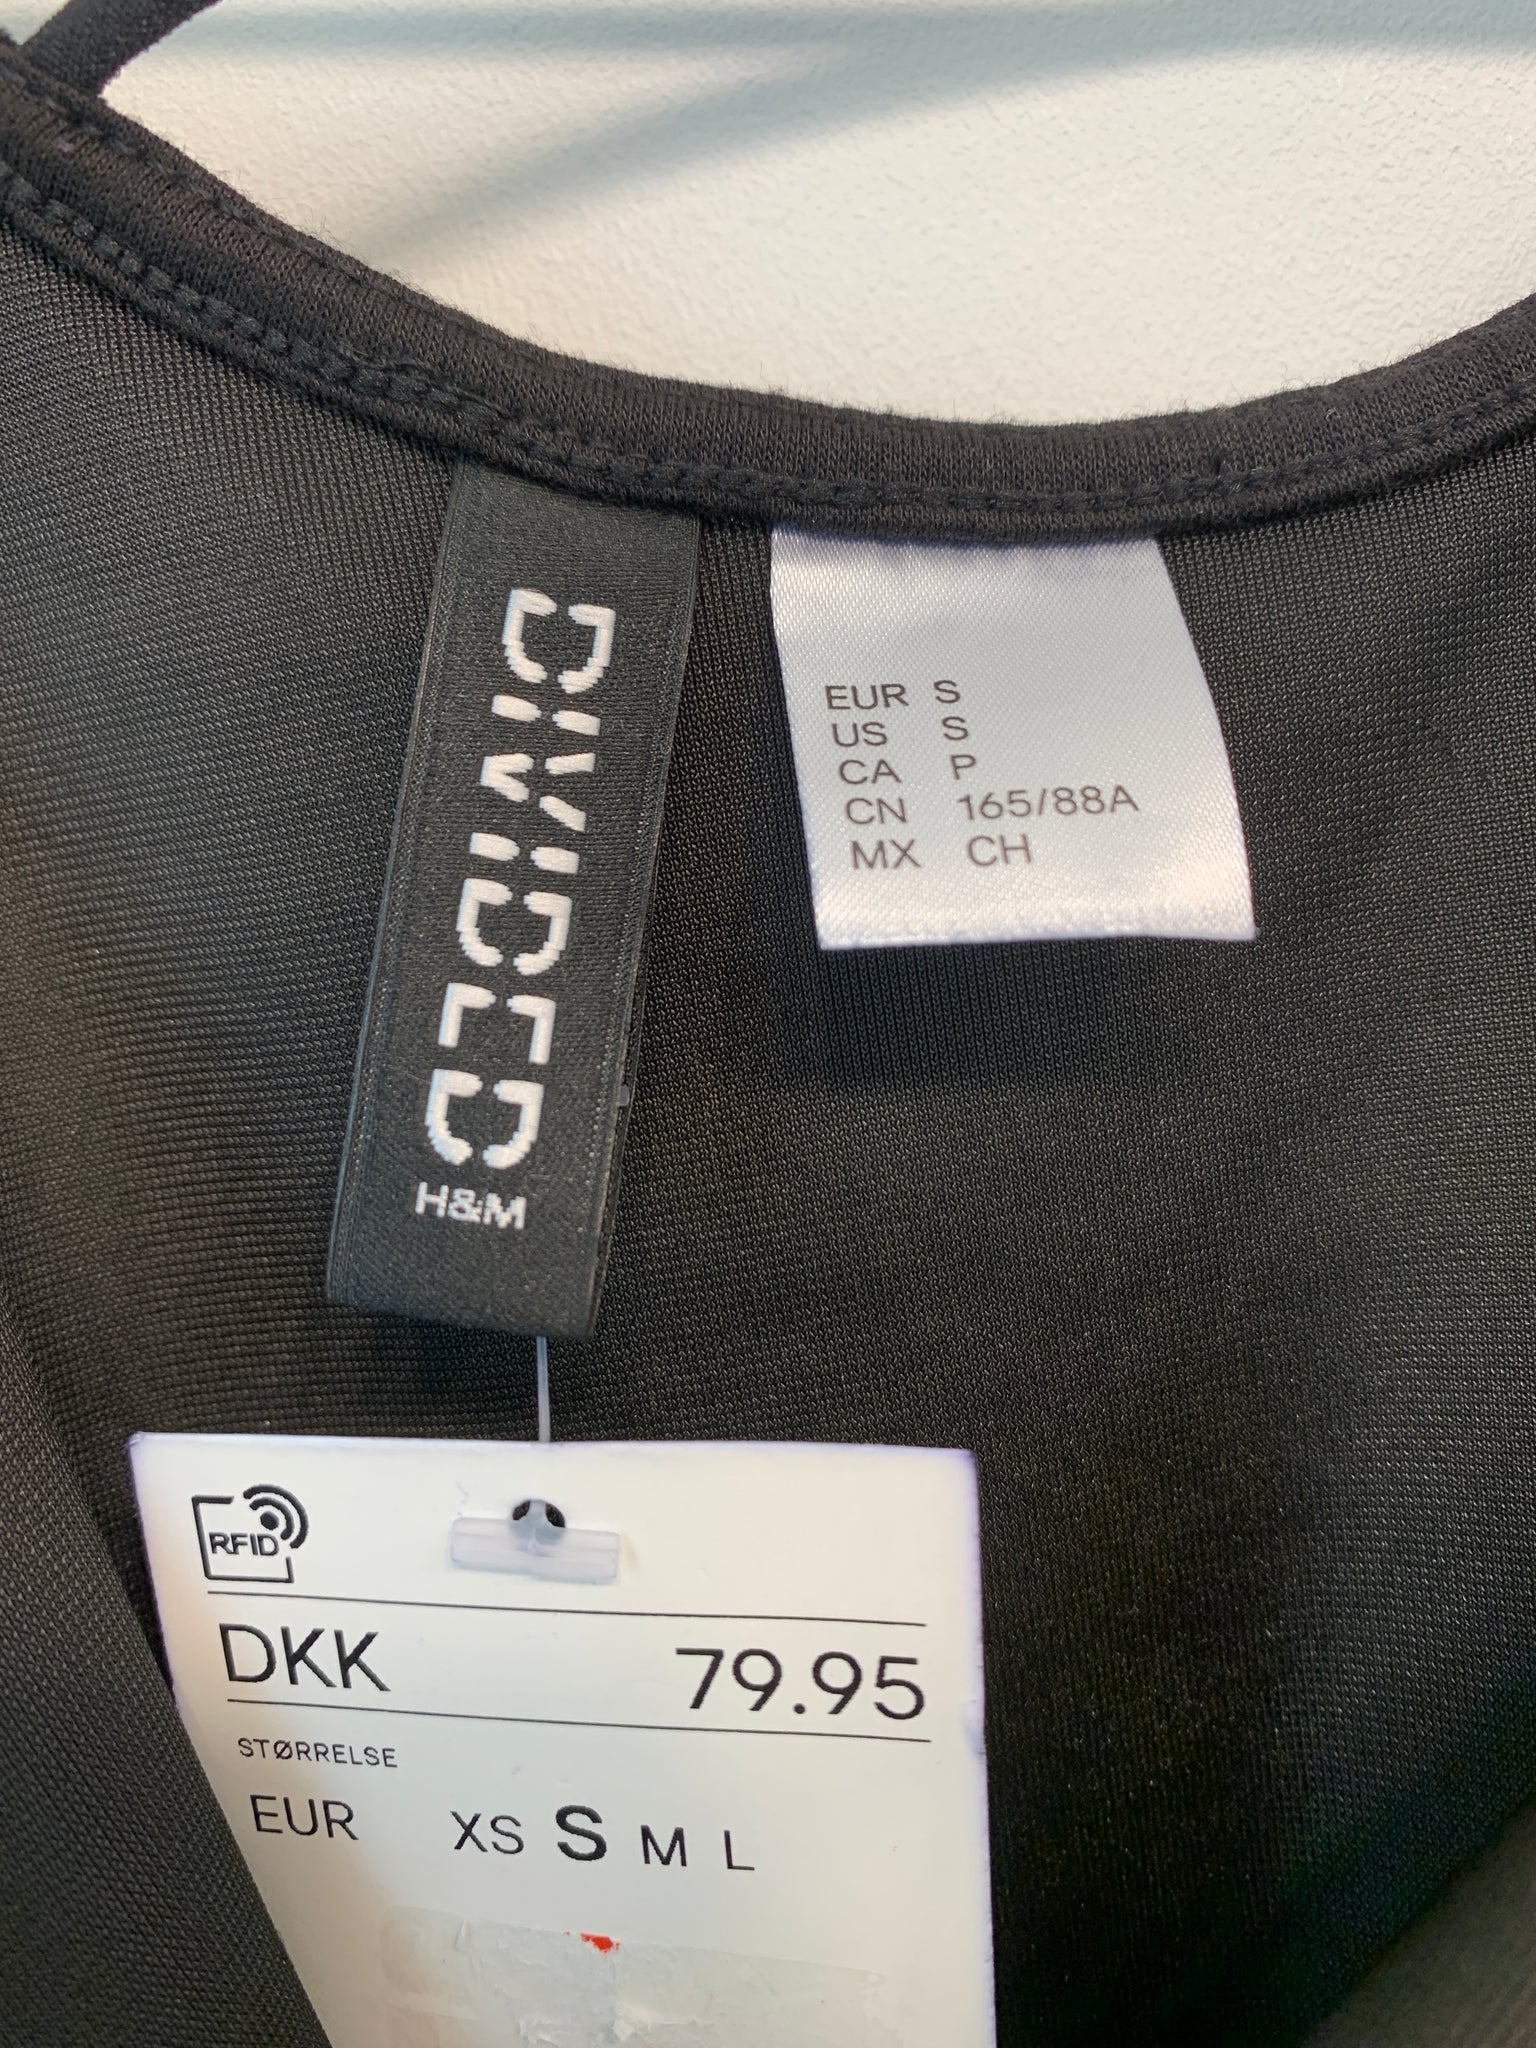 DIVIDED
H&M
EUR S
US S
CA P
CN 165/88A
MX CH
RFID
DKK 79.95
STØRRELSE
EUR XS S M L